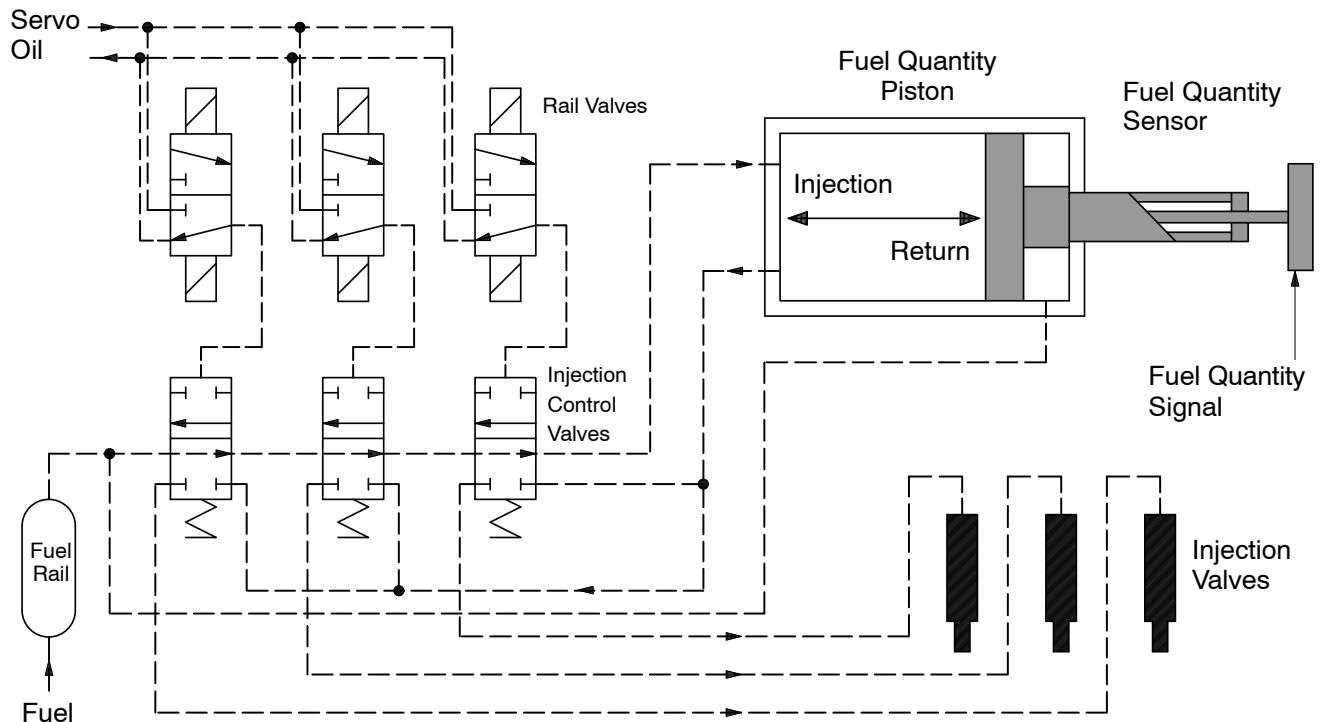 Servo
Oil
Rail Valves
Fuel Quantity
Piston
Fuel Quantity
Sensor
Injection
Return
Injection
Control
Valves
Fuel Quantity
Signal
Fuel
Rail
Injection
Valves
Fuel